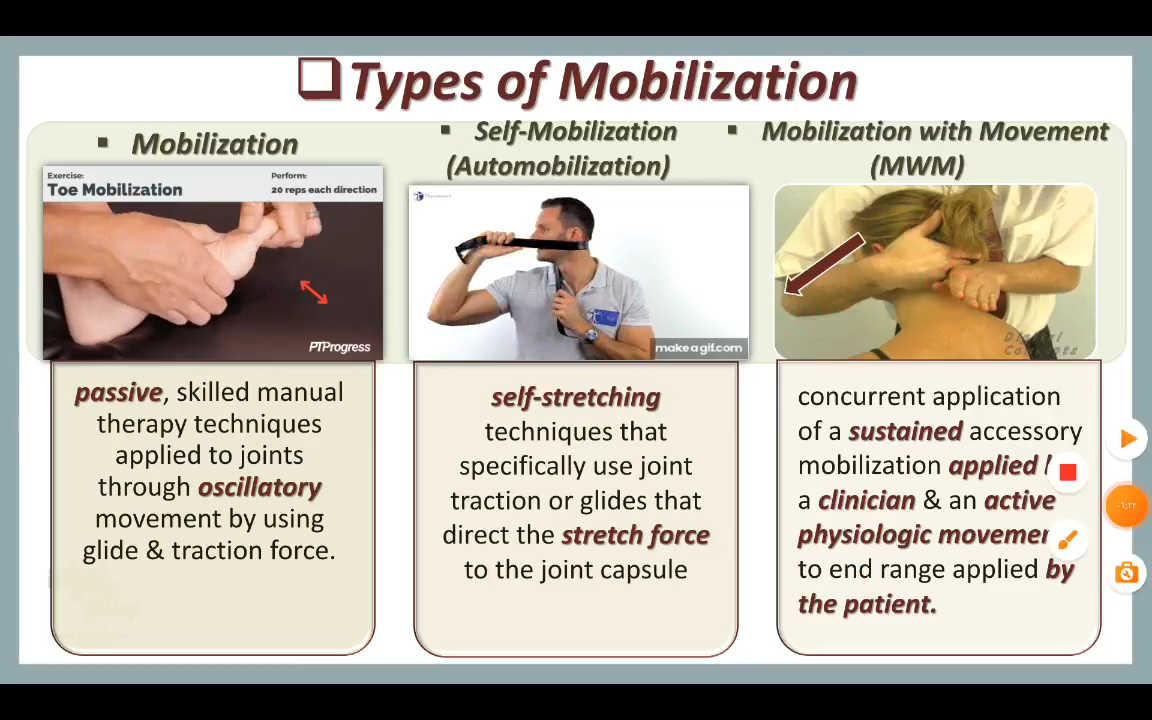 ❑Types of Mobilization
▪ Mobilization
▪ Self-Mobilization
(Automobilization)
▪ Mobilization with Movement
(MWM)
Exercise:
Toe Mobilization
Perform:
20 reps each direction
PTProgress
makeagif.com
Digital
Concepts
passive, skilled manual
therapy techniques
applied to joints
through oscillatory
movement by using
glide & traction force.
self-stretching
techniques that
specifically use joint
traction or glides that
direct the stretch force
to the joint capsule
concurrent application
of a sustained accessory
mobilization applied
a clinician & an active
physiologic
to end range applied by
the patient.